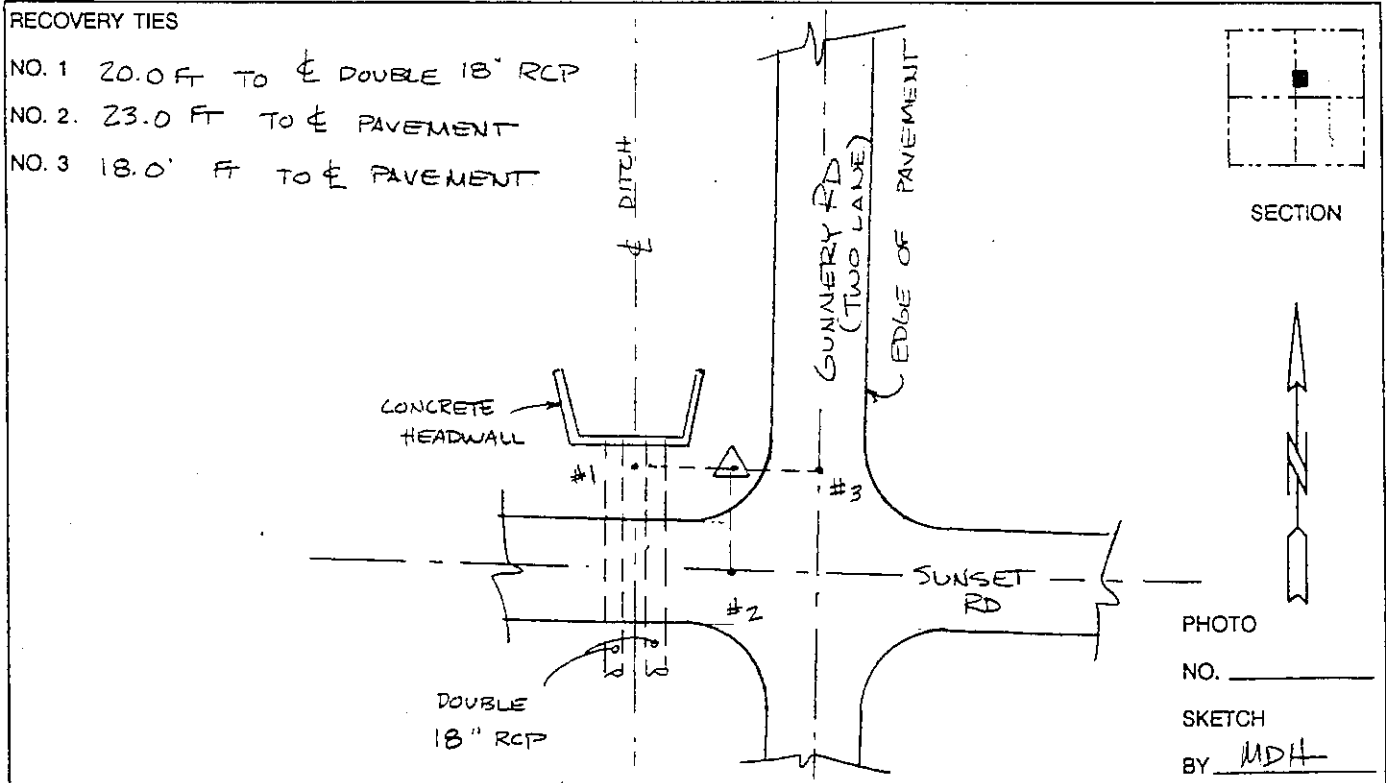 RECOVERY TIES
NO. 1 20.0 FT TO ℄ DOUBLE 18" RCP
NO. 2. 23.0 FT TO ℄ PAVEMENT
NO. 3 18.0' FT TO ℄ PAVEMENT
℄ DITCH
GUNNERY RD
(TWO LANE)
EDGE OF PAVEMENT
SECTION
CONCRETE
HEADWALL
#1
#3
N
#2
SUNSET
RD
DOUBLE
18" RCP
PHOTO
NO.
SKETCH
BY MDH